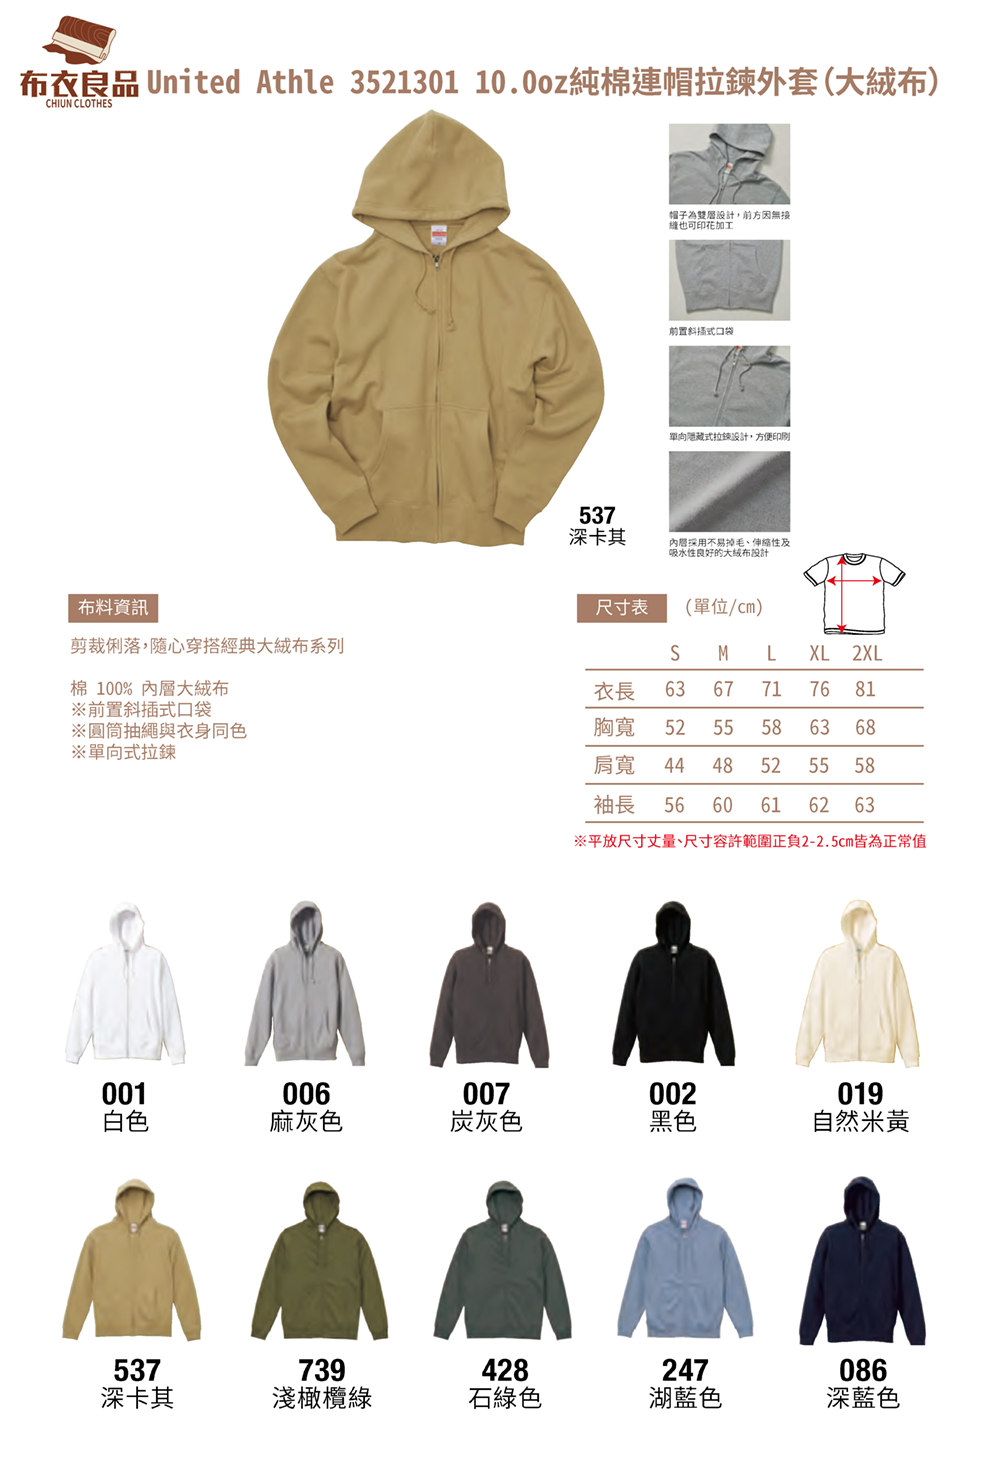 布衣良品
CHIUN CLOTHES
United Athle 3521301 10.0oz純棉連帽拉鍊外套(大絨布)
帽子為雙層設計，前方因無接
縫也可印花加工
前置斜插式口袋
單向隱藏式拉鍊設計，方便印刷
內層採用不易掉毛、伸縮性及
吸水性良好的大絨布設計
537
深卡其
布料資訊
剪裁俐落，隨心穿搭經典大絨布系列
棉 100% 內層大絨布
※前置斜插式口袋
※圓筒抽繩與衣身同色
※單向式拉鍊
尺寸表 (單位/cm)
S M L XL 2XL
衣長 63 67 71 76 81
胸寬 52 55 58 63 68
肩寬 44 48 52 55 58
袖長 56 60 61 62 63
※平放尺寸丈量、尺寸容許範圍正負2-2.5cm皆為正常值
001 006 007 002 019
白色 麻灰色 炭灰色 黑色 自然米黃
537 739 428 247 086
深卡其 淺橄欖綠 石綠色 湖藍色 深藍色